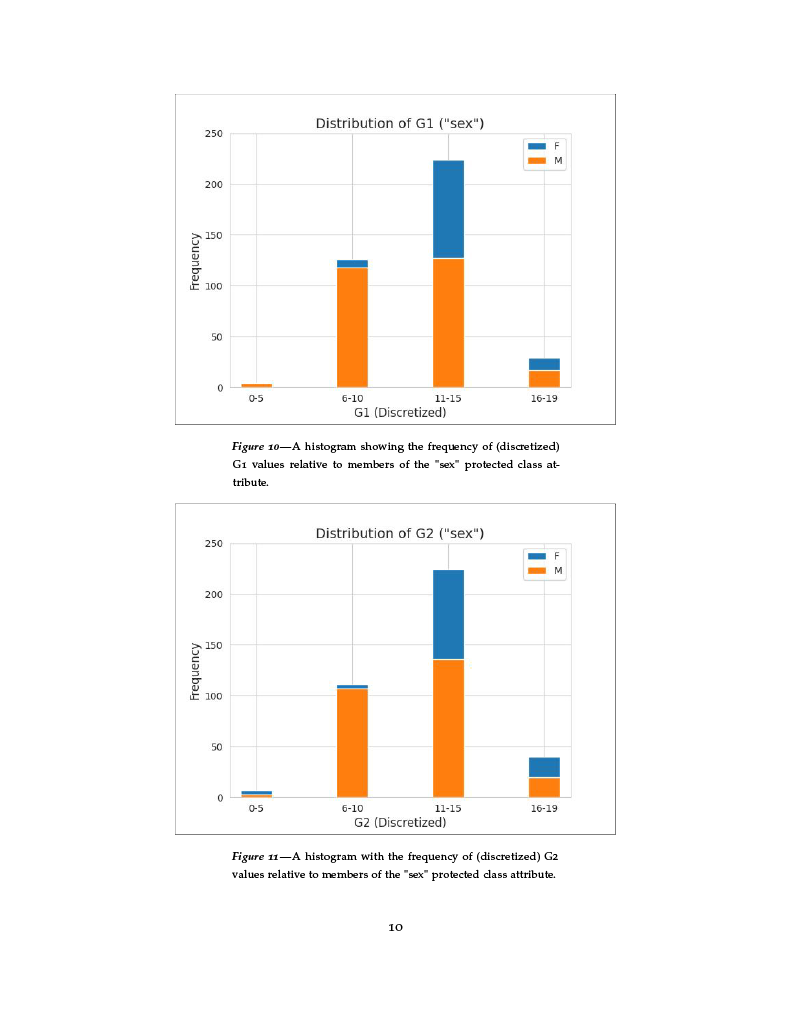 Distribution of G1 ("sex")
250
200
150
100
50
0
Frequency
F
M
0-5 6-10 11-15 16-19
G1 (Discretized)
Figure 10—A histogram showing the frequency of (discretized)
G1 values relative to members of the "sex" protected class at-
tribute.
Distribution of G2 ("sex")
250
200
150
100
50
0
Frequency
F
M
0-5 6-10 11-15 16-19
G2 (Discretized)
Figure 11—A histogram with the frequency of (discretized) G2
values relative to members of the "sex" protected class attribute.
10